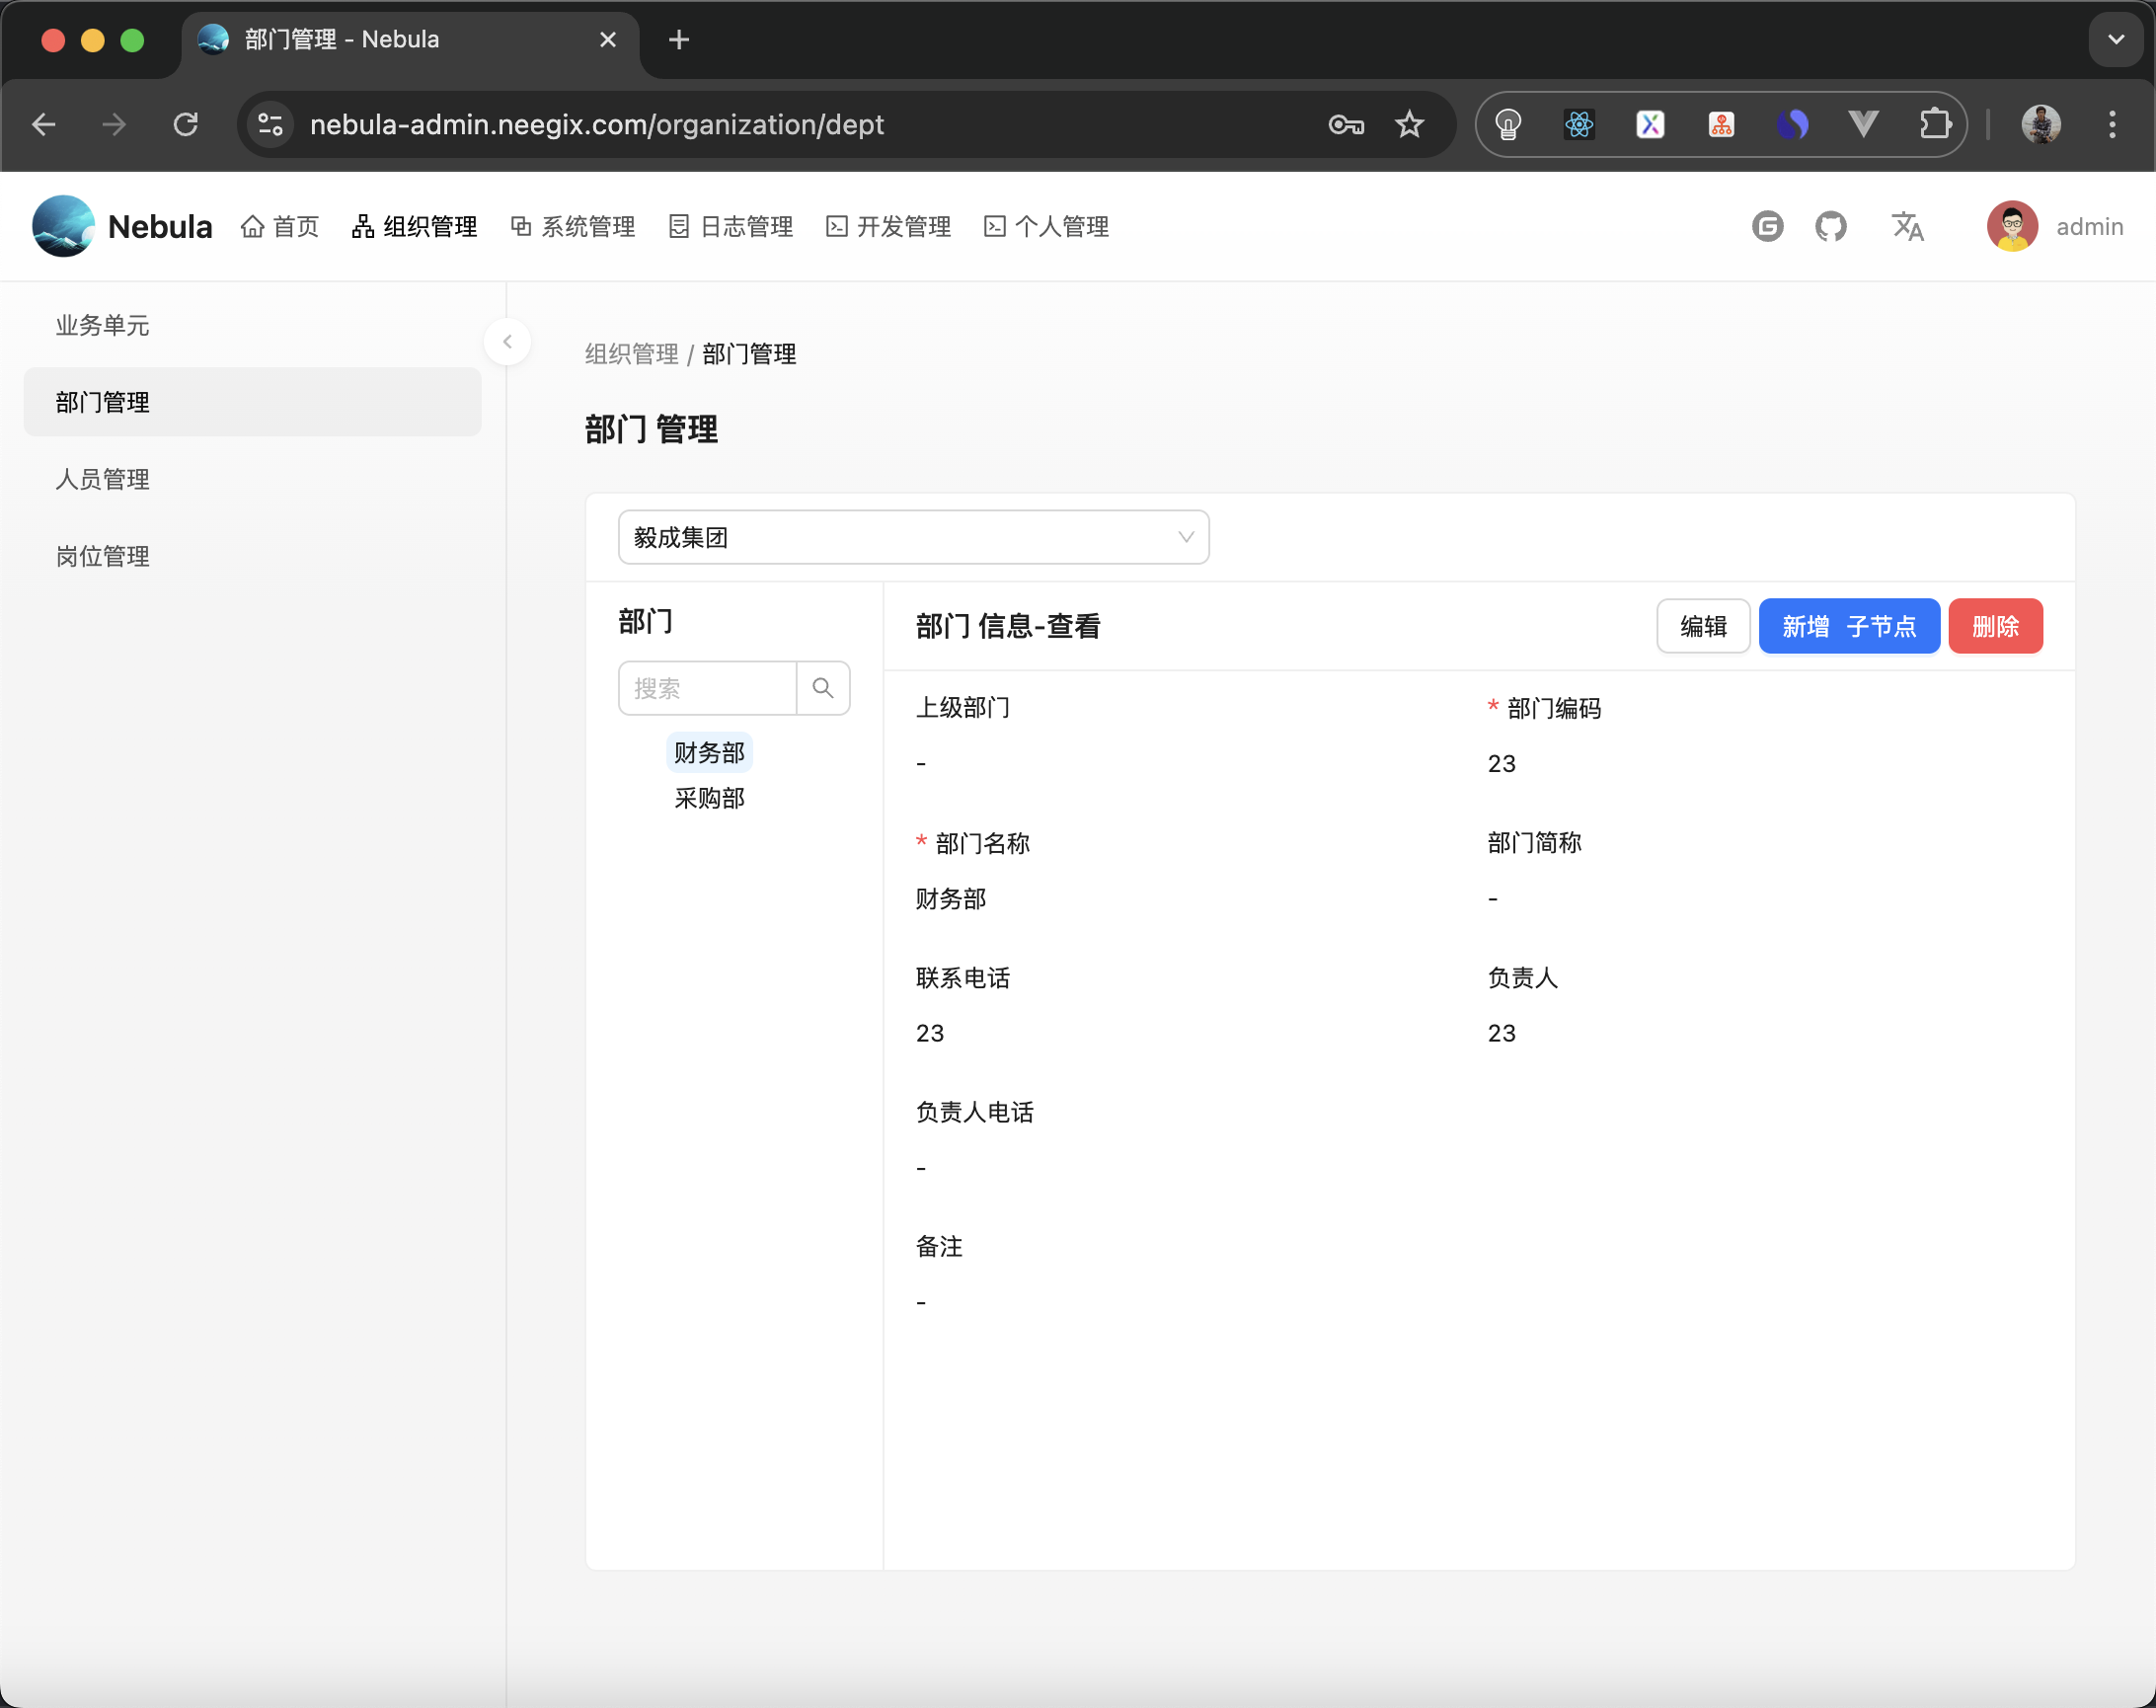 部门管理 - Nebula
nebula-admin.neegix.com/organization/dept
Nebula 首页 组织管理 系统管理 日志管理 开发管理 个人管理 admin
业务单元
部门管理
人员管理
岗位管理
组织管理 / 部门管理
部门 管理
毅成集团
部门
搜索
财务部
采购部
部门 信息-查看
编辑 新增 子节点 删除
上级部门
-
* 部门编码
23
* 部门名称
财务部
部门简称
-
联系电话
23
负责人
23
负责人电话
-
备注
-